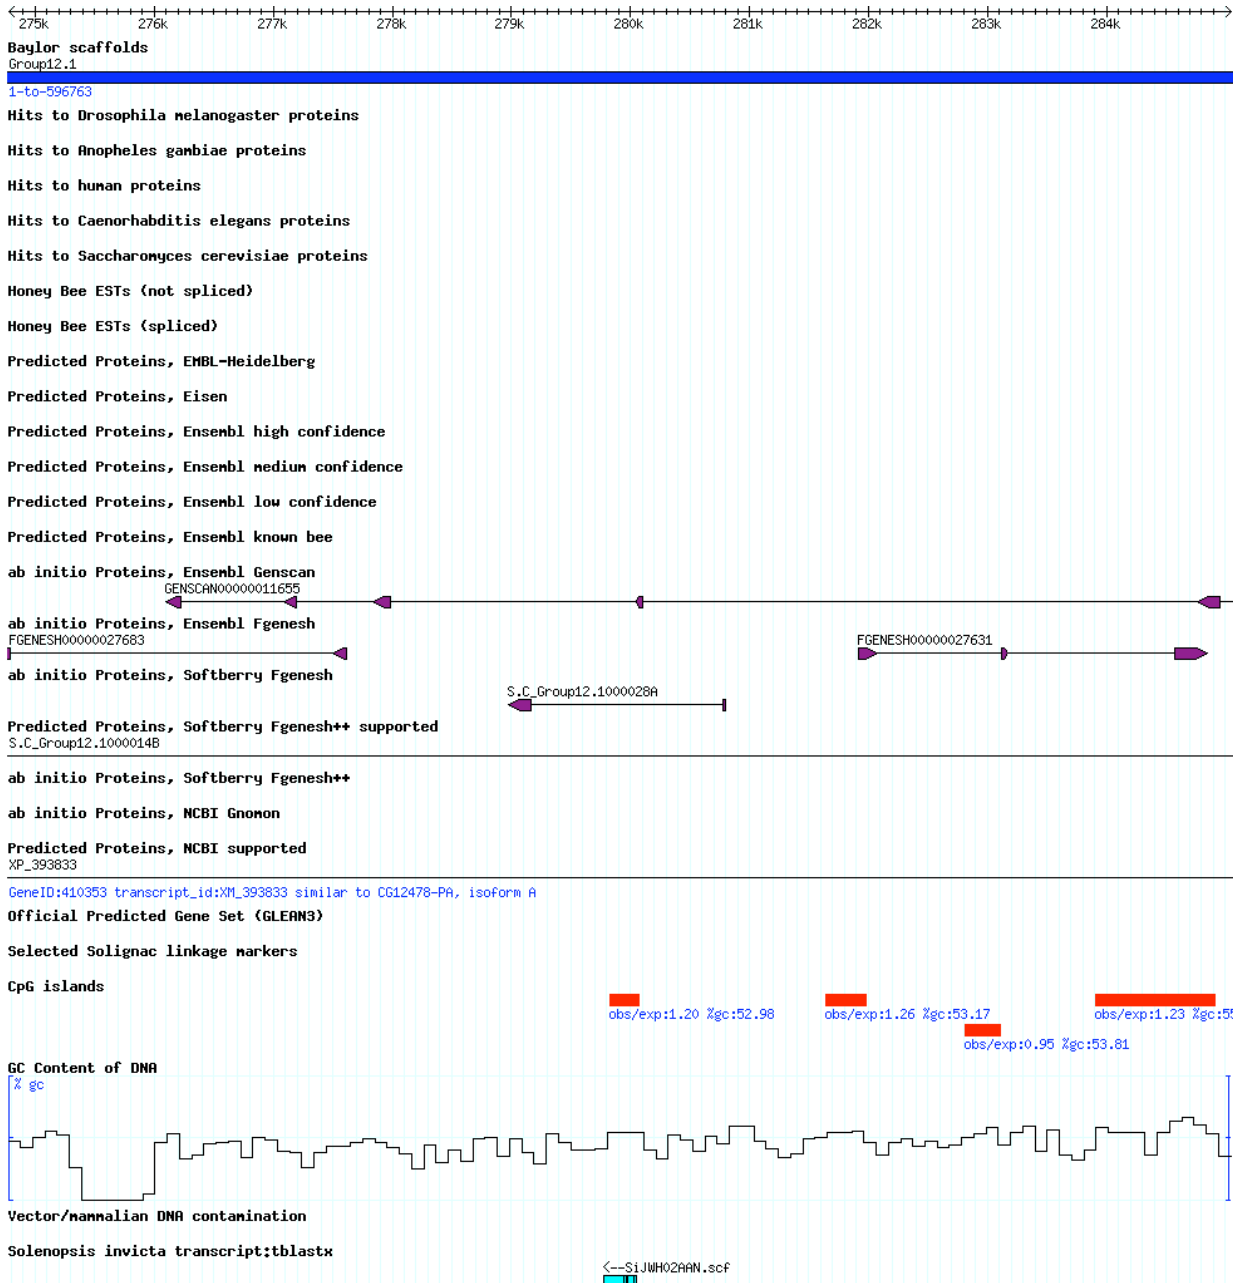 275k 276k 277k 278k 279k 280k 281k 282k 283k 284k
Baylor scaffolds
Group12.1
1-to-596763
Hits to Drosophila melanogaster proteins
Hits to Anopheles gambiae proteins
Hits to human proteins
Hits to Caenorhabditis elegans proteins
Hits to Saccharomyces cerevisiae proteins
Honey Bee ESTs (not spliced)
Honey Bee ESTs (spliced)
Predicted Proteins, EMBL-Heidelberg
Predicted Proteins, Eisen
Predicted Proteins, Ensembl high confidence
Predicted Proteins, Ensembl medium confidence
Predicted Proteins, Ensembl low confidence
Predicted Proteins, Ensembl known bee
ab initio Proteins, Ensembl Genscan
GENSCAN00000011655
ab initio Proteins, Ensembl Fgenesh
FGENESH00000027683 FGENESH00000027631
ab initio Proteins, Softberry Fgenesh
S.C_Group12.1000028A
Predicted Proteins, Softberry Fgenesh++ supported
S.C_Group12.1000014B
ab initio Proteins, Softberry Fgenesh++
ab initio Proteins, NCBI Gnomon
Predicted Proteins, NCBI supported
XP_393833
GeneID:410353 transcript_id:XM_393833 similar to CG12478-PA, isoform A
Official Predicted Gene Set (GLEAN3)
Selected Solignac linkage markers
CpG islands
obs/exp:1.20 %gc:52.98 obs/exp:1.26 %gc:53.17 obs/exp:1.23 %gc:55
obs/exp:0.95 %gc:53.81
GC Content of DNA
% gc
Vector/mammalian DNA contamination
Solenopsis invicta transcript:tblastx
<--SiJWH02AAN.scf